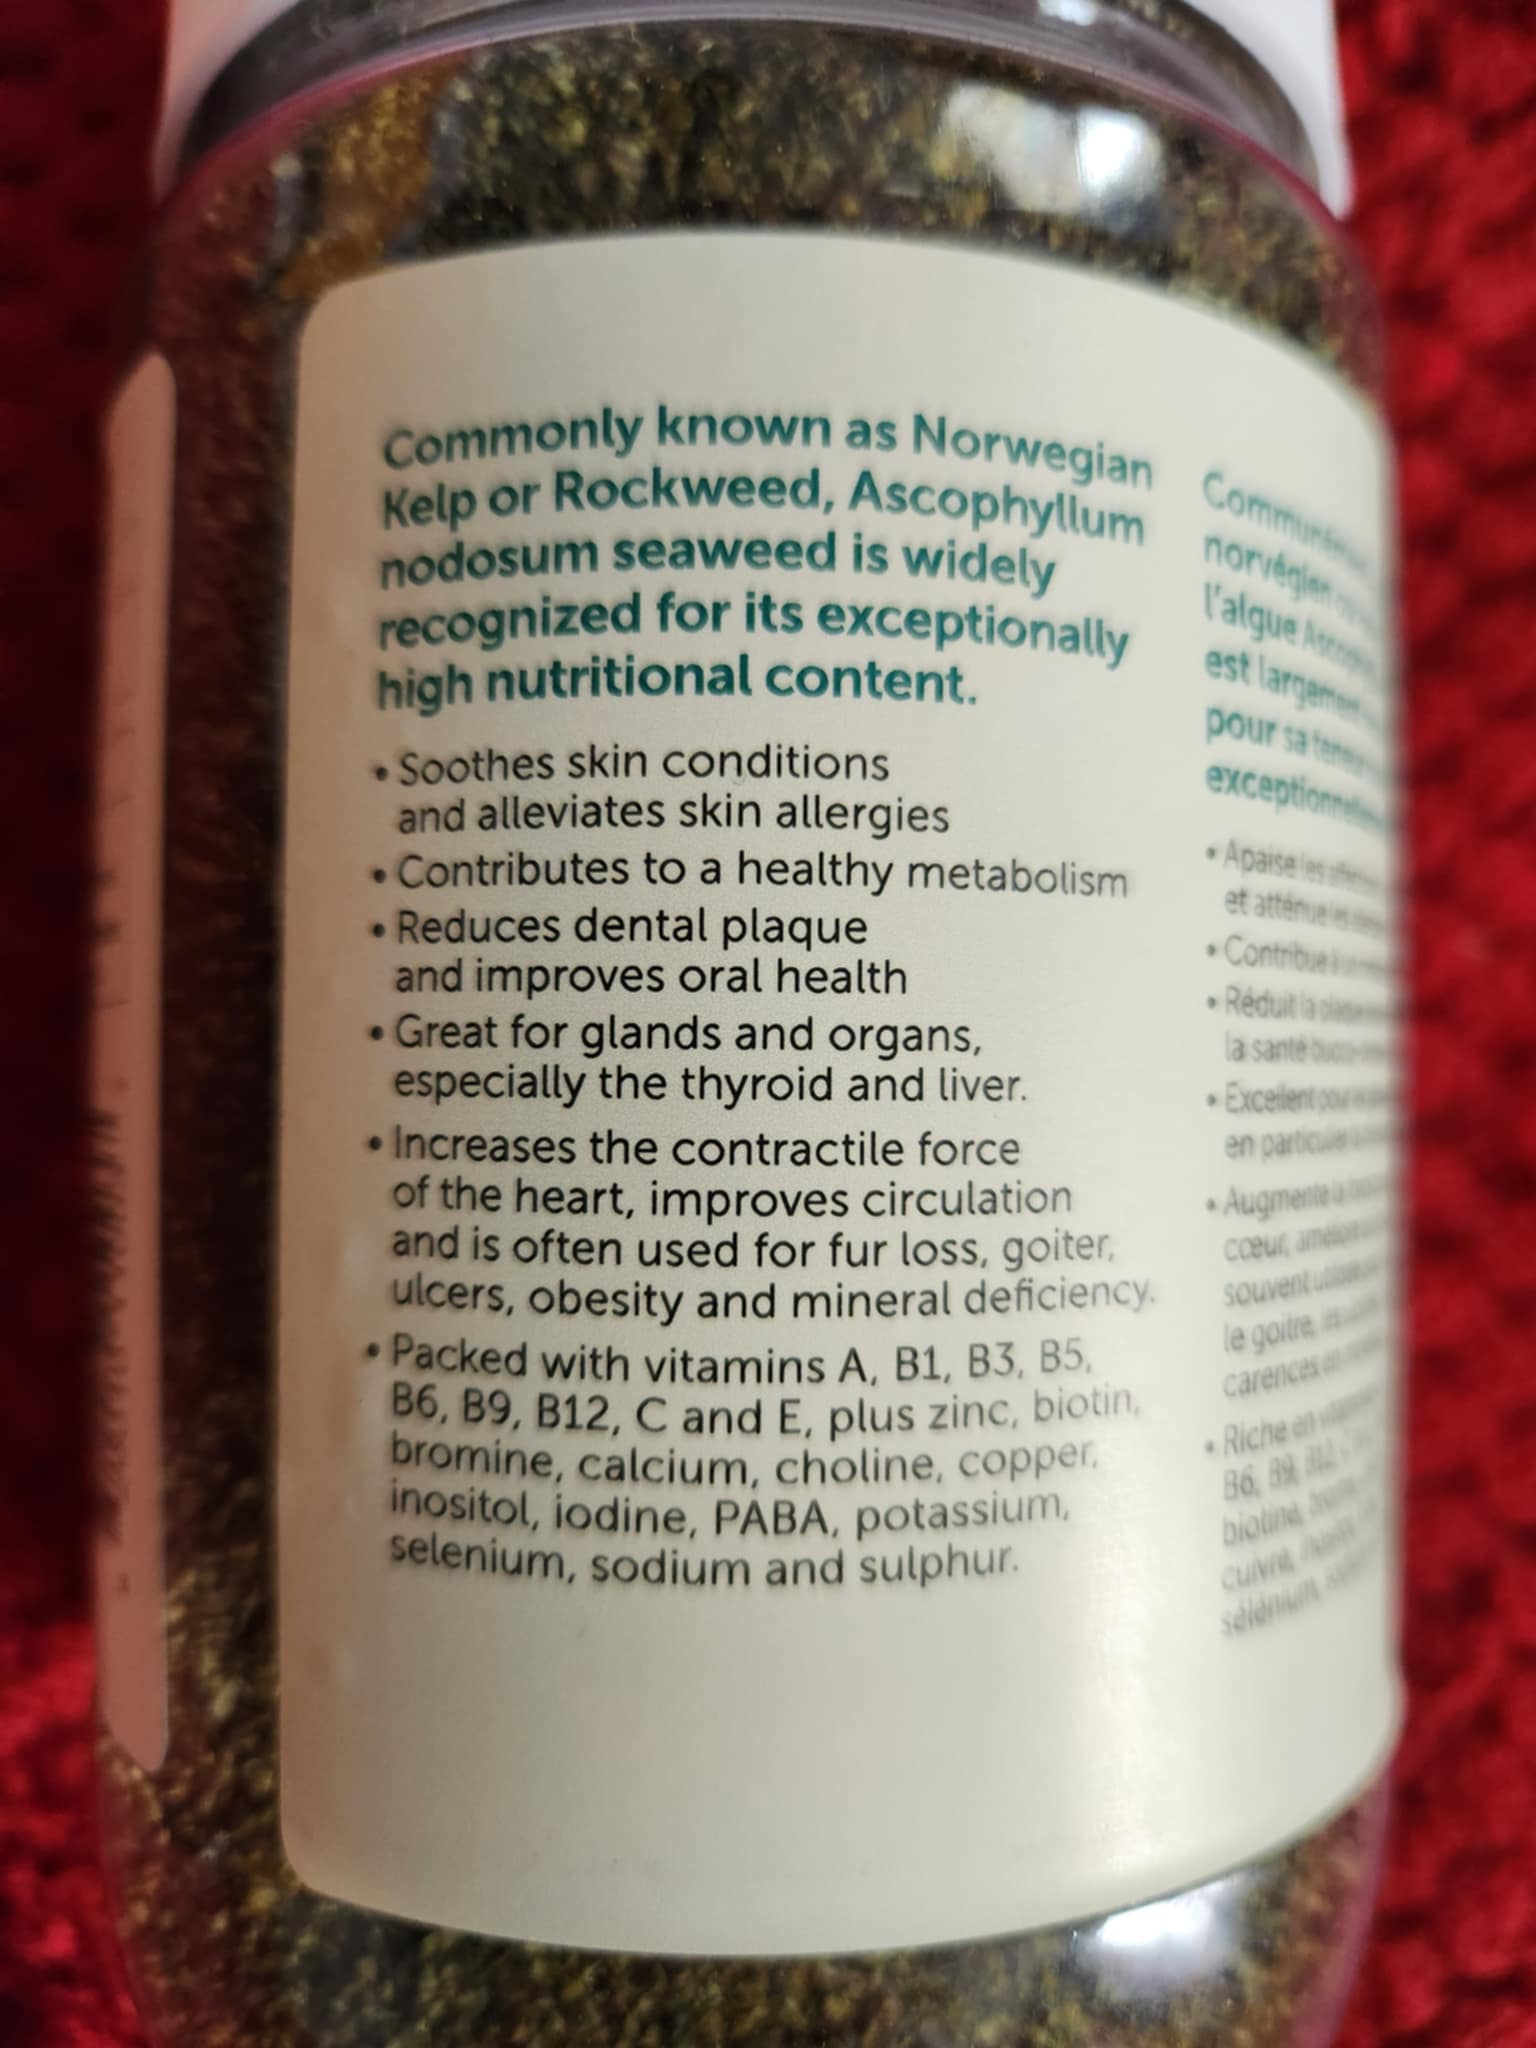 Commonly known as Norwegian
Kelp or Rockweed, Ascophyllum
nodosum seaweed is widely
recognized for its exceptionally
high nutritional content.
• Soothes skin conditions
and alleviates skin allergies
• Contributes to a healthy metabolism
• Reduces dental plaque
and improves oral health
• Great for glands and organs,
especially the thyroid and liver.
• Increases the contractile force
of the heart, improves circulation
and is often used for fur loss, goiter,
ulcers, obesity and mineral deficiency.
• Packed with vitamins A, B1, B3, B5,
B6, B9, B12, C and E, plus zinc, biotin,
bromine, calcium, choline, copper,
inositol, iodine, PABA, potassium,
selenium, sodium and sulphur.
norvégien
l'algue
est
pour sa
• Apaise les
et atténue les
• Contribue à
• Réduit la
la santé
• Excellent pour
en particulier
• Augmente la
cœur,
souvent
le goitre,
carences
• Riche en
B6, B9,
biotine,
cuivre,
sélénium,